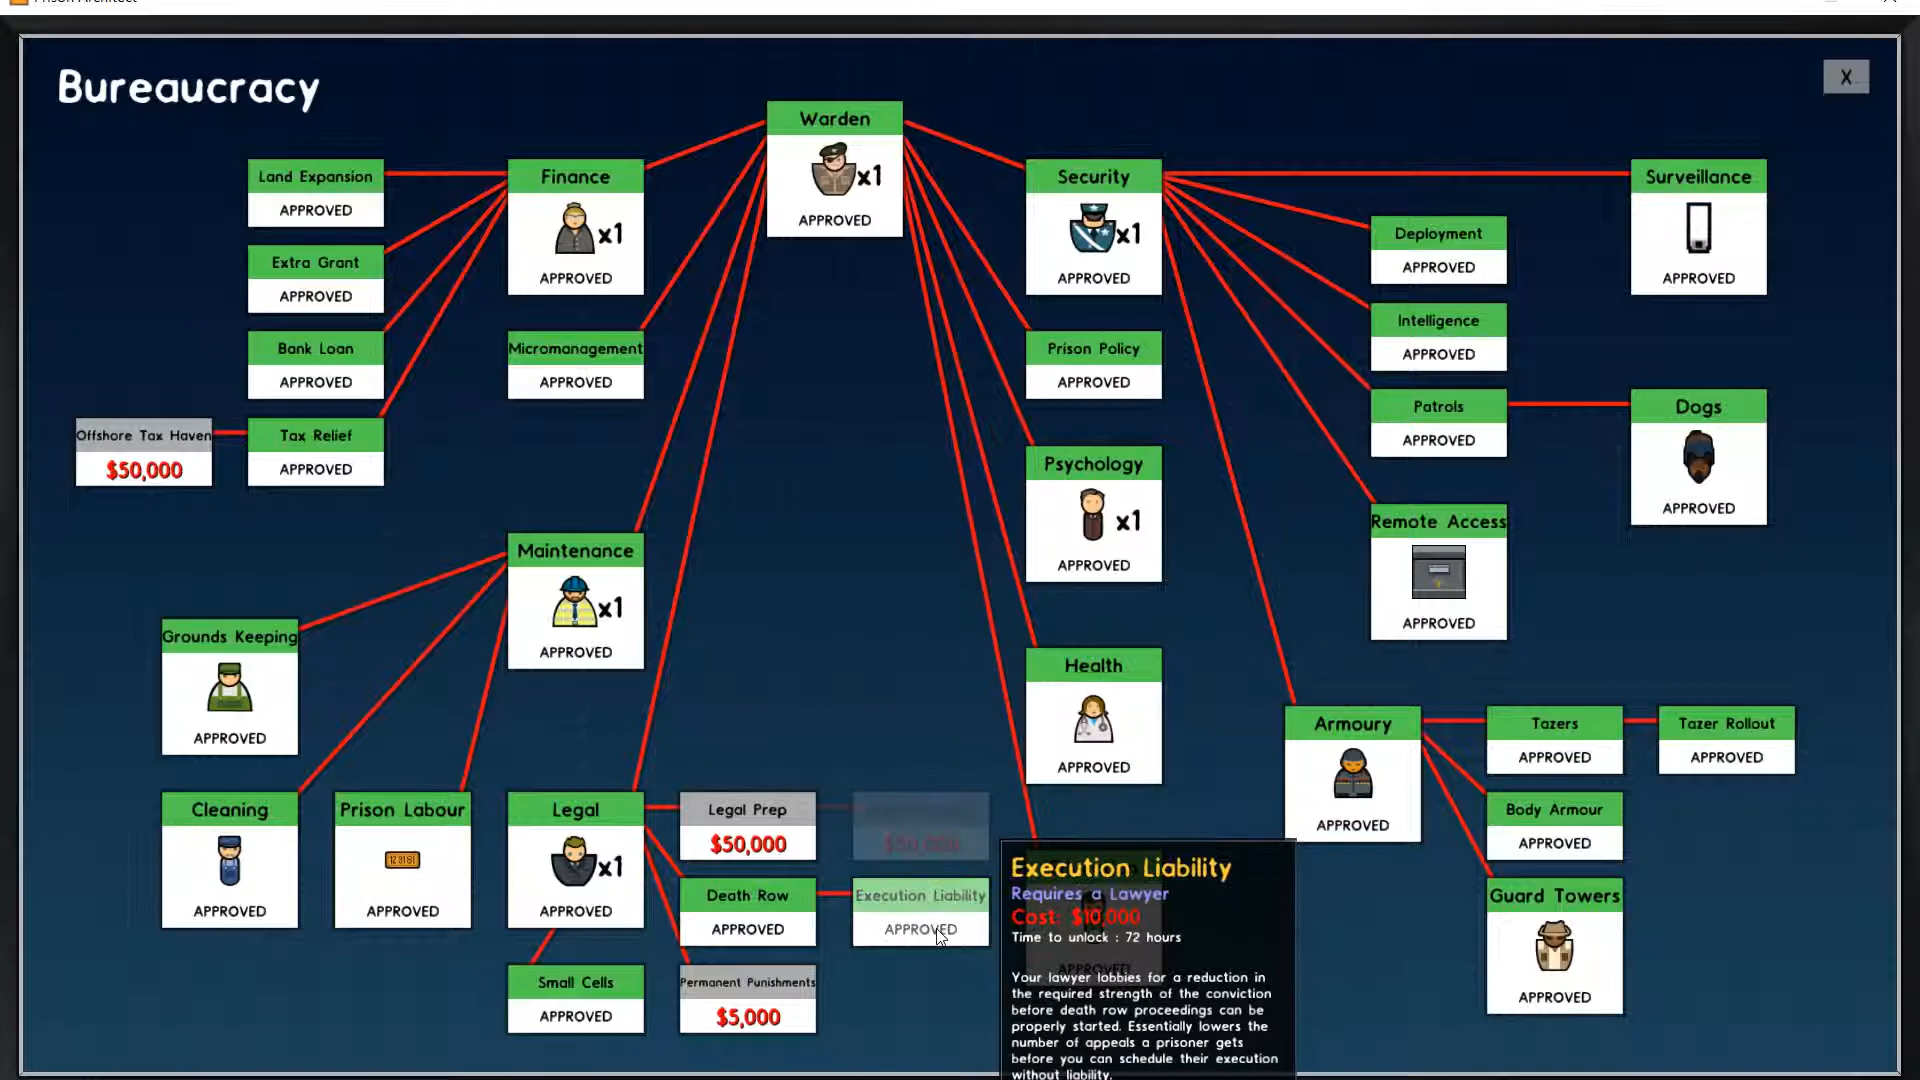 Prison Architect
Bureaucracy
X
Warden
x1
APPROVED
Land Expansion
APPROVED
Finance
x1
APPROVED
Security
x1
APPROVED
Surveillance
APPROVED
Deployment
APPROVED
Extra Grant
APPROVED
Intelligence
APPROVED
Bank Loan
APPROVED
Micromanagement
APPROVED
Prison Policy
APPROVED
Patrols
APPROVED
Dogs
APPROVED
Offshore Tax Haven
$50,000
Tax Relief
APPROVED
Psychology
x1
APPROVED
Remote Access
APPROVED
Maintenance
x1
APPROVED
Grounds Keeping
APPROVED
Health
APPROVED
Armoury
APPROVED
Tazers
APPROVED
Tazer Rollout
APPROVED
Cleaning
APPROVED
Prison Labour
APPROVED
Legal
x1
APPROVED
Legal Prep
$50,000
Body Armour
APPROVED
Death Row
APPROVED
Execution Liability
APPROVED
Guard Towers
APPROVED
Small Cells
APPROVED
Permanent Punishments
$5,000
Execution Liability
Requires a Lawyer
Cost: $10,000
Time to unlock : 72 hours
APPROVED
Your lawyer lobbies for a reduction in
the required strength of the conviction
before death row proceedings can be
properly started. Essentially lowers the
number of appeals a prisoner gets
before you can schedule their execution
without liability.